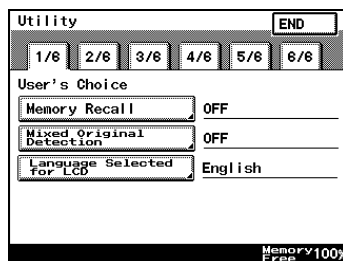 Utility END
1/6 2/6 3/6 4/6 5/6 6/6
User's Choice
Memory Recall OFF
Mixed Original
Detection OFF
Language Selected
for LCD English
Memory
Free 100%